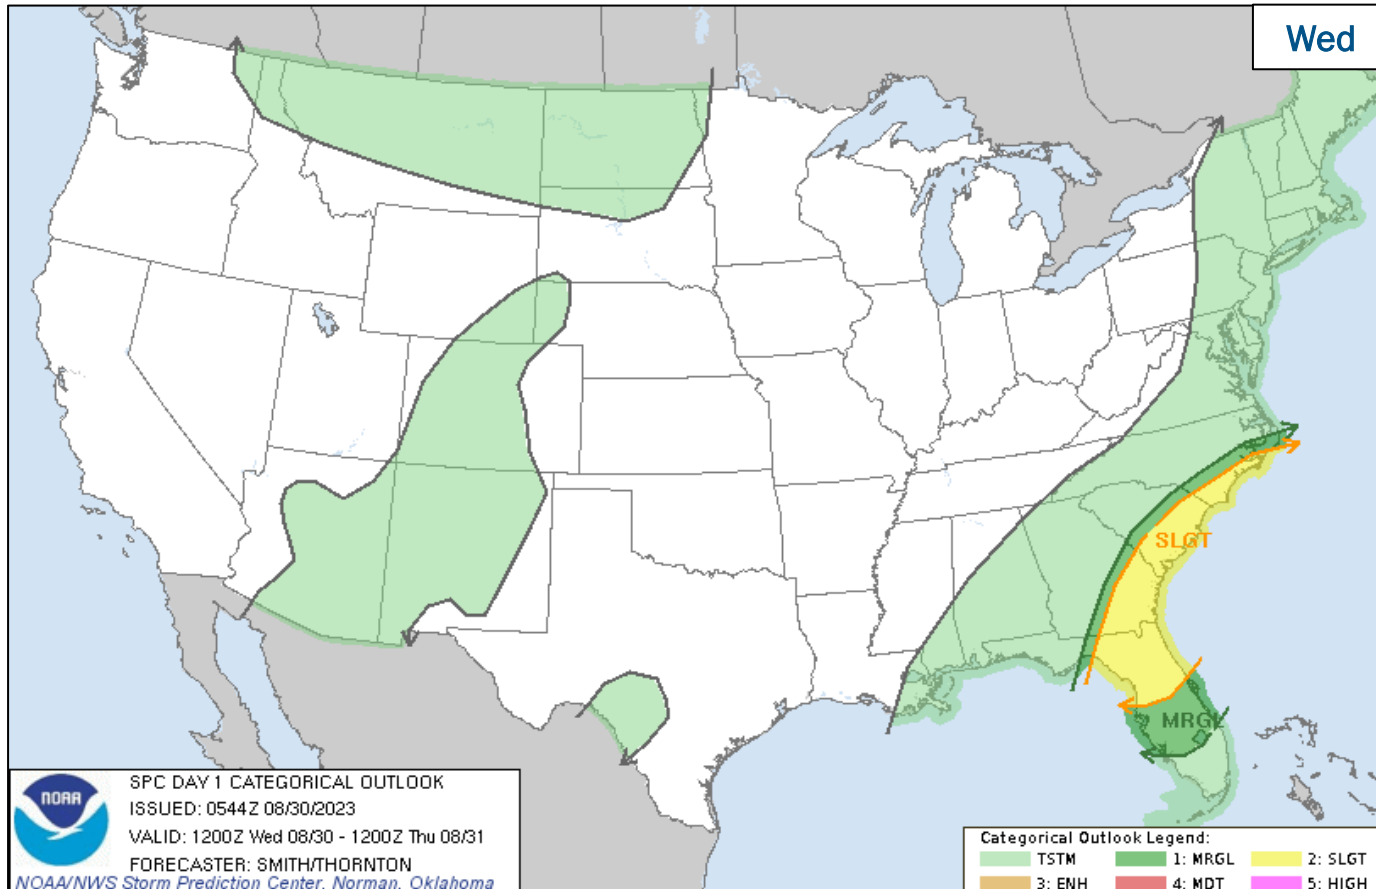 Wed
SLGT
MRGL
NOAA
SPC DAY 1 CATEGORICAL OUTLOOK
ISSUED: 0544Z 08/30/2023
VALID: 1200Z Wed 08/30 - 1200Z Thu 08/31
FORECASTER: SMITH/THORNTON
NOAA/NWS Storm Prediction Center, Norman, Oklahoma
Categorical Outlook Legend:
TSTM 1: MRGL 2: SLGT
3: ENH 4: MDT 5: HIGH